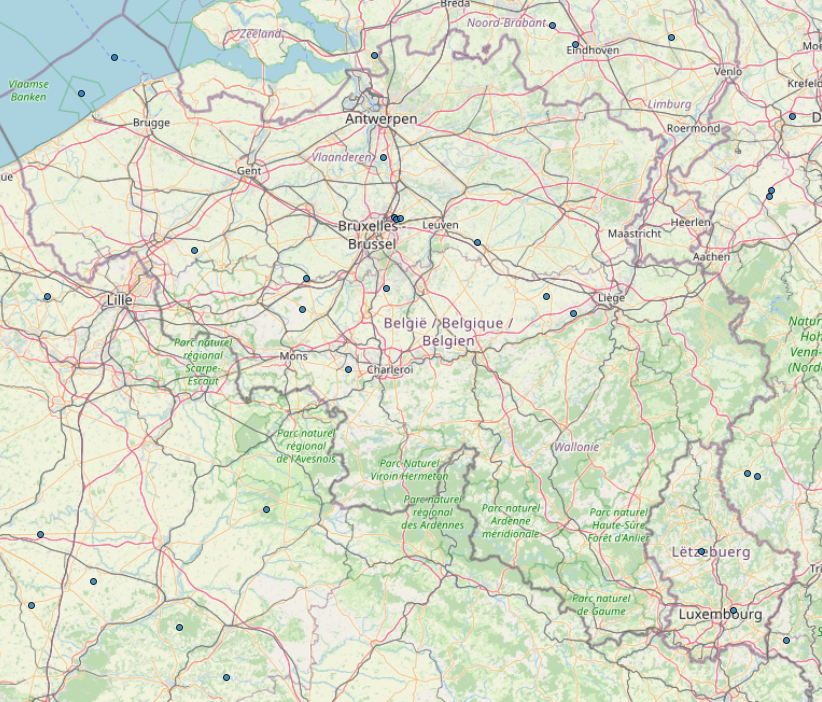 Breda
Noord-Brabant
Zeeland
Eindhoven
Venlo
Vlaamse
Banken
Krefeld
Limburg
Antwerpen
Brugge
Roermond
Vlaanderen
Gent
Heerlen
Leuven
Bruxelles -
Brussel
Maastricht
Aachen
Lille
Liège
België / Belgique /
Belgien
Parc naturel
régional
Scarpe-
Escaut
Mons
Charleroi
Parc naturel
régional
de l'Avesnois
Wallonie
Parc Naturel
Viroin Hermeton
Parc naturel
régional
des Ardennes
Parc naturel
Ardenne
méridionale
Parc naturel
Haute-Sûre
Forêt d'Anlier
Lëtzebuerg
Parc naturel
de Gaume
Luxembourg